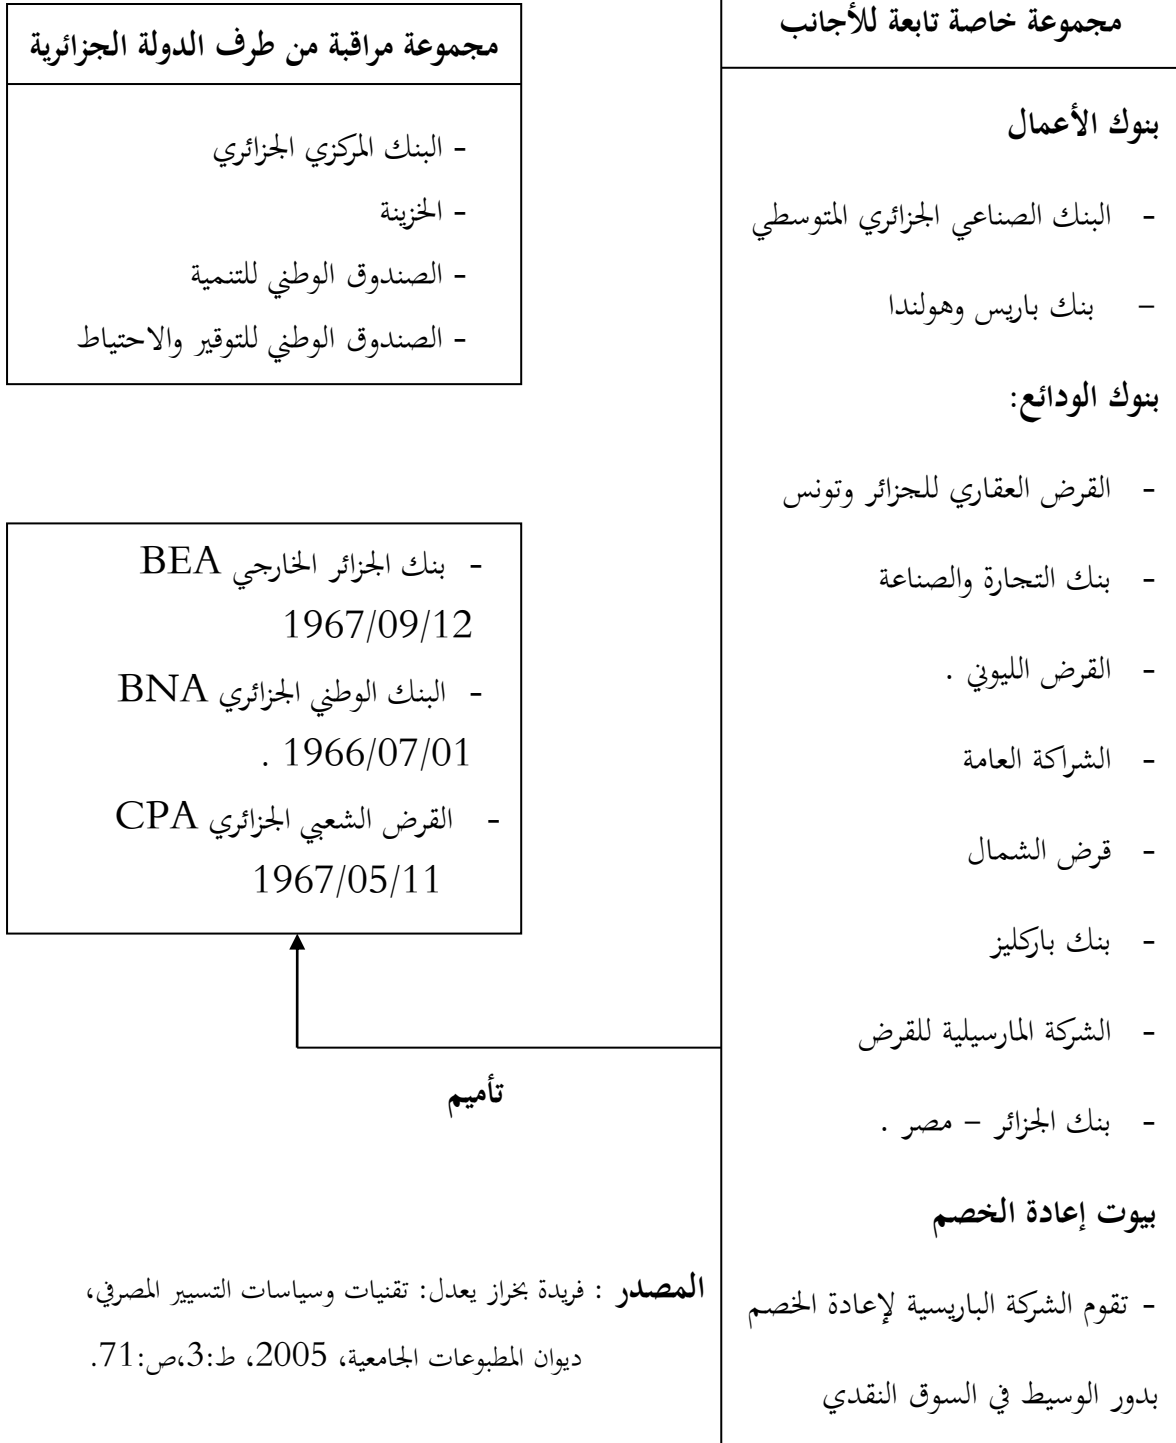 مجموعة خاصة تابعة للأجانب
بنوك الأعمال
- البنك الصناعي الجزائري المتوسطي
– بنك باريس وهولندا
بنوك الودائع:
- القرض العقاري للجزائر وتونس
- بنك التجارة والصناعة
- القرض الليوني .
- الشراكة العامة
- قرض الشمال
- بنك باركليز
- الشركة المارسيلية للقرض
- بنك الجزائر – مصر .
بيوت إعادة الخصم
- تقوم الشركة الباريسية لإعادة الخصم
بدور الوسيط في السوق النقدي
مجموعة مراقبة من طرف الدولة الجزائرية
- البنك المركزي الجزائري
- الخزينة
- الصندوق الوطني للتنمية
- الصندوق الوطني للتوقير والاحتياط
- بنك الجزائر الخارجي BEA
1967/09/12
- البنك الوطني الجزائري BNA
1966/07/01 .
- القرض الشعبي الجزائري CPA
1967/05/11
تأميم
المصدر : فريدة بخراز يعدل: تقنيات وسياسات التسيير المصرفي،
ديوان المطبوعات الجامعية، 2005، ط:3،ص:71.